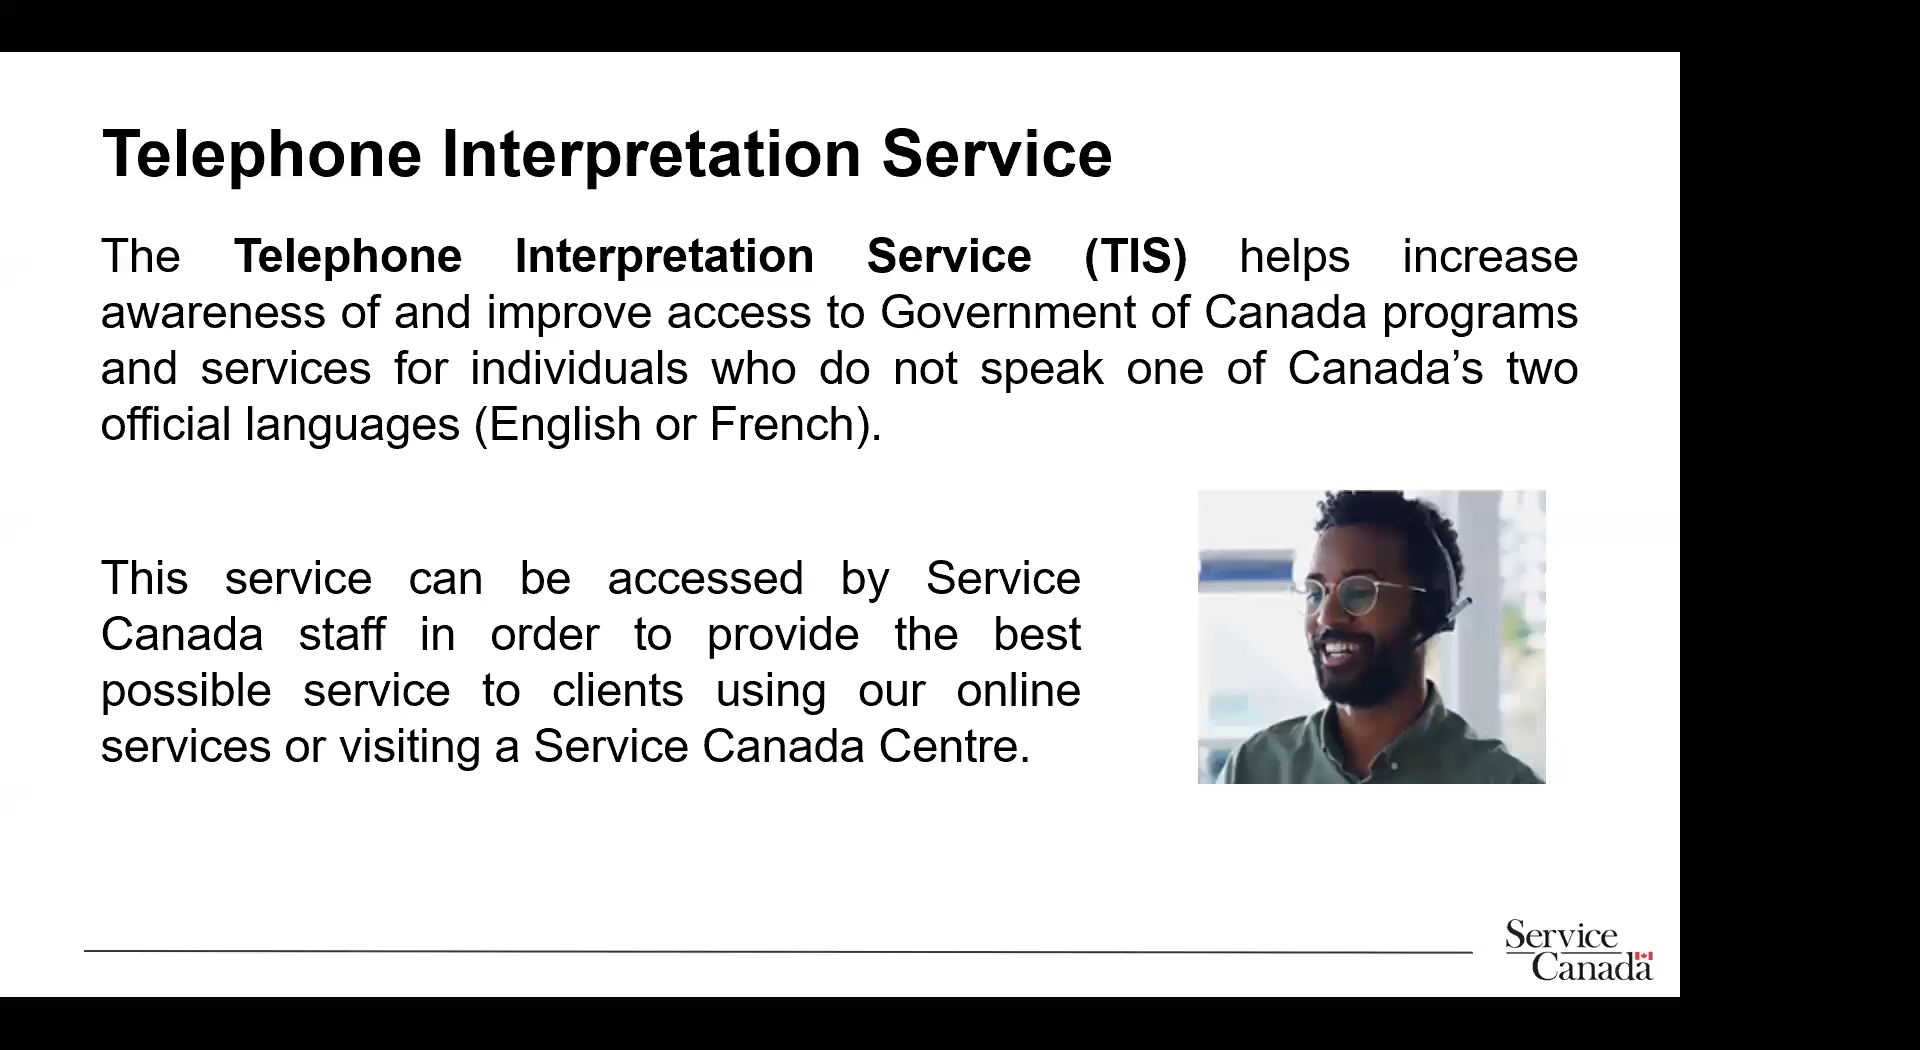 Telephone Interpretation Service
The Telephone Interpretation Service (TIS) helps increase
awareness of and improve access to Government of Canada programs
and services for individuals who do not speak one of Canada’s two
official languages (English or French).
This service can be accessed by Service
Canada staff in order to provide the best
possible service to clients using our online
services or visiting a Service Canada Centre.
Service
Canada